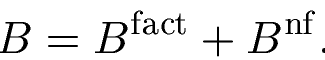 B = B^fact + B^nf.